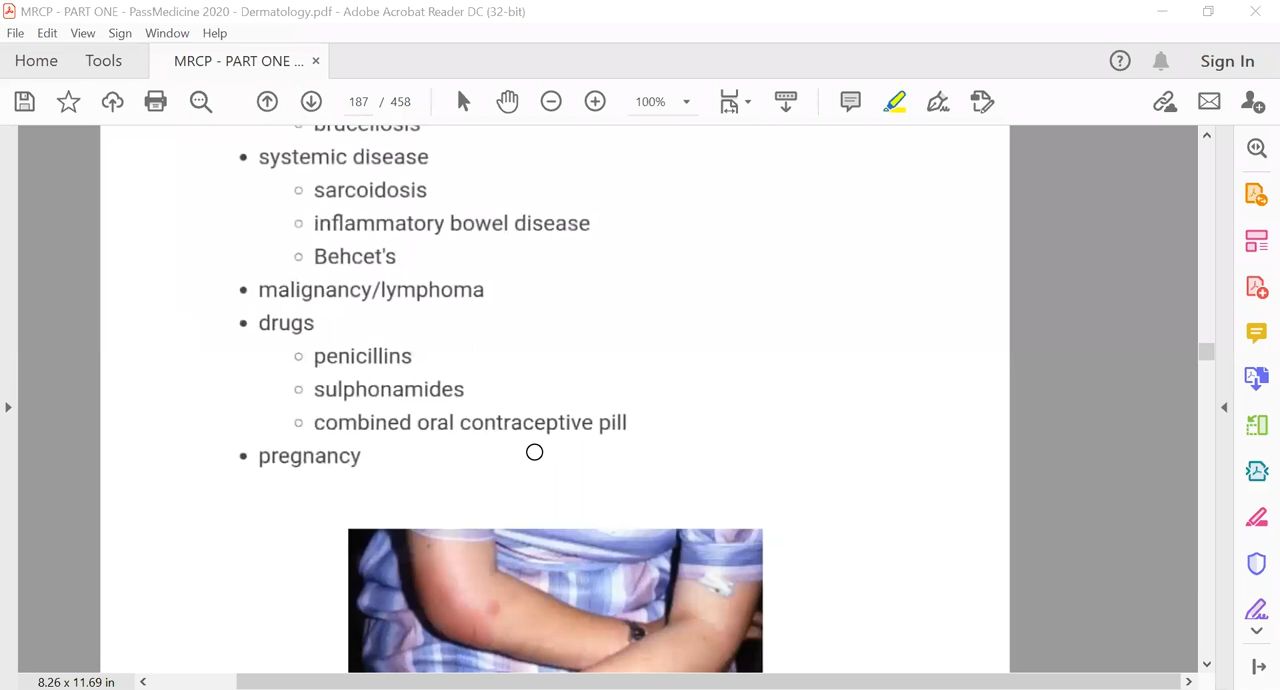 MRCP - PART ONE - PassMedicine 2020 - Dermatology.pdf - Adobe Acrobat Reader DC (32-bit)
File Edit View Sign Window Help
Home Tools MRCP - PART ONE ... × Sign In
187 / 458 100%
brucellosis
• systemic disease
○ sarcoidosis
○ inflammatory bowel disease
○ Behcet's
• malignancy/lymphoma
• drugs
○ penicillins
○ sulphonamides
○ combined oral contraceptive pill
• pregnancy
8.26 x 11.69 in